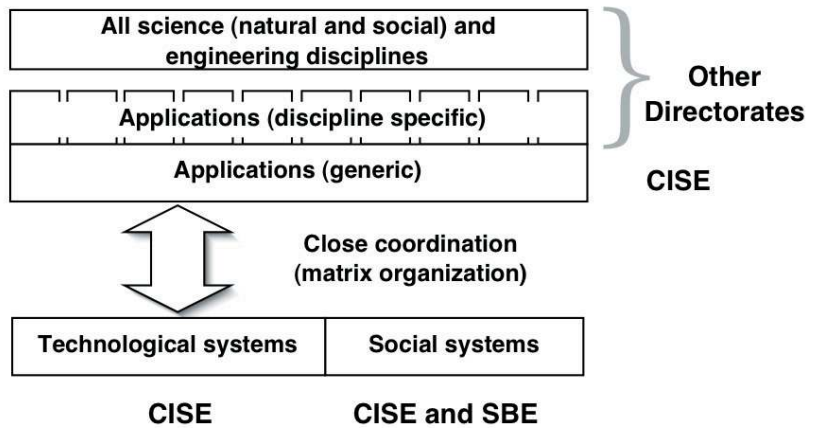 All science (natural and social) and
engineering disciplines
Other
Directorates
Applications (discipline specific)
Applications (generic)
CISE
Close coordination
(matrix organization)
Technological systems
Social systems
CISE
CISE and SBE